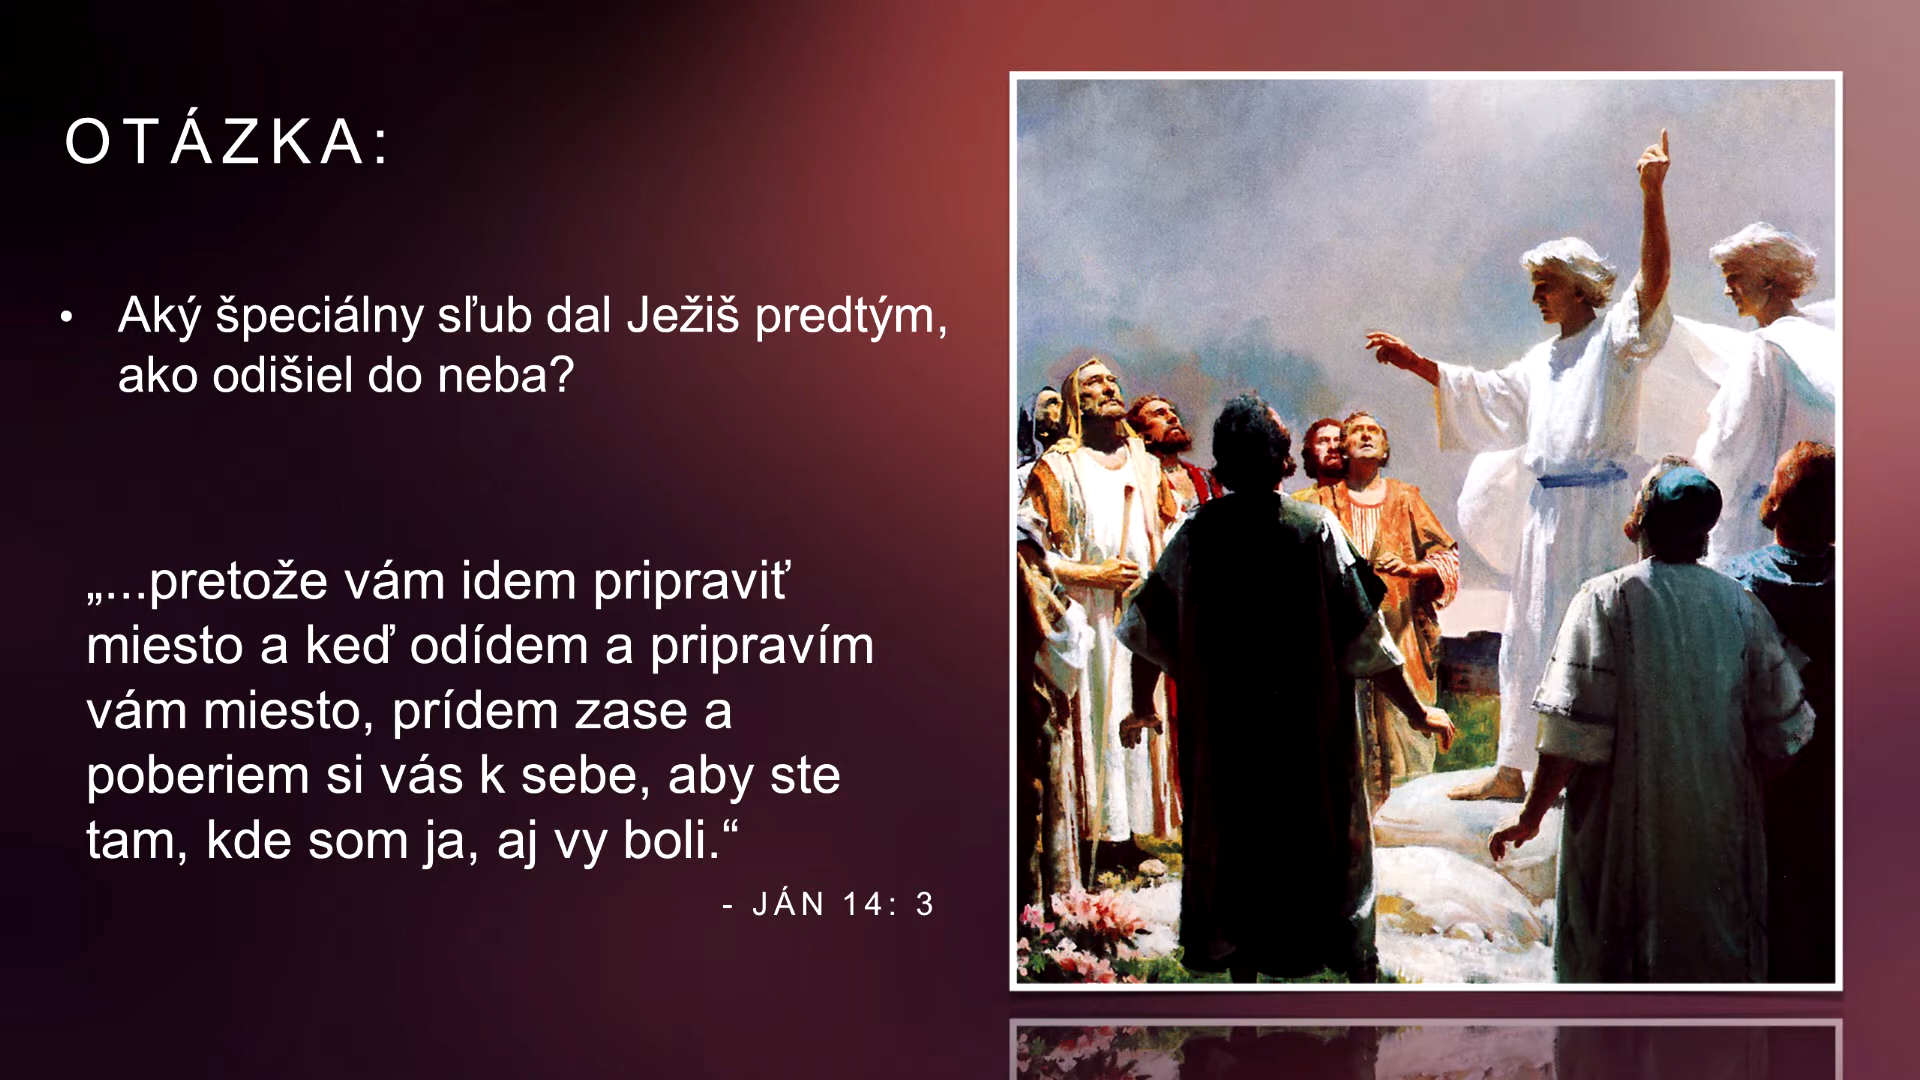 OTÁZKA:
• Aký špeciálny sľub dal Ježiš predtým,
ako odišiel do neba?
„...pretože vám idem pripraviť
miesto a keď odídem a pripravím
vám miesto, prídem zase a
poberiem si vás k sebe, aby ste
tam, kde som ja, aj vy boli.“
- JÁN 14: 3